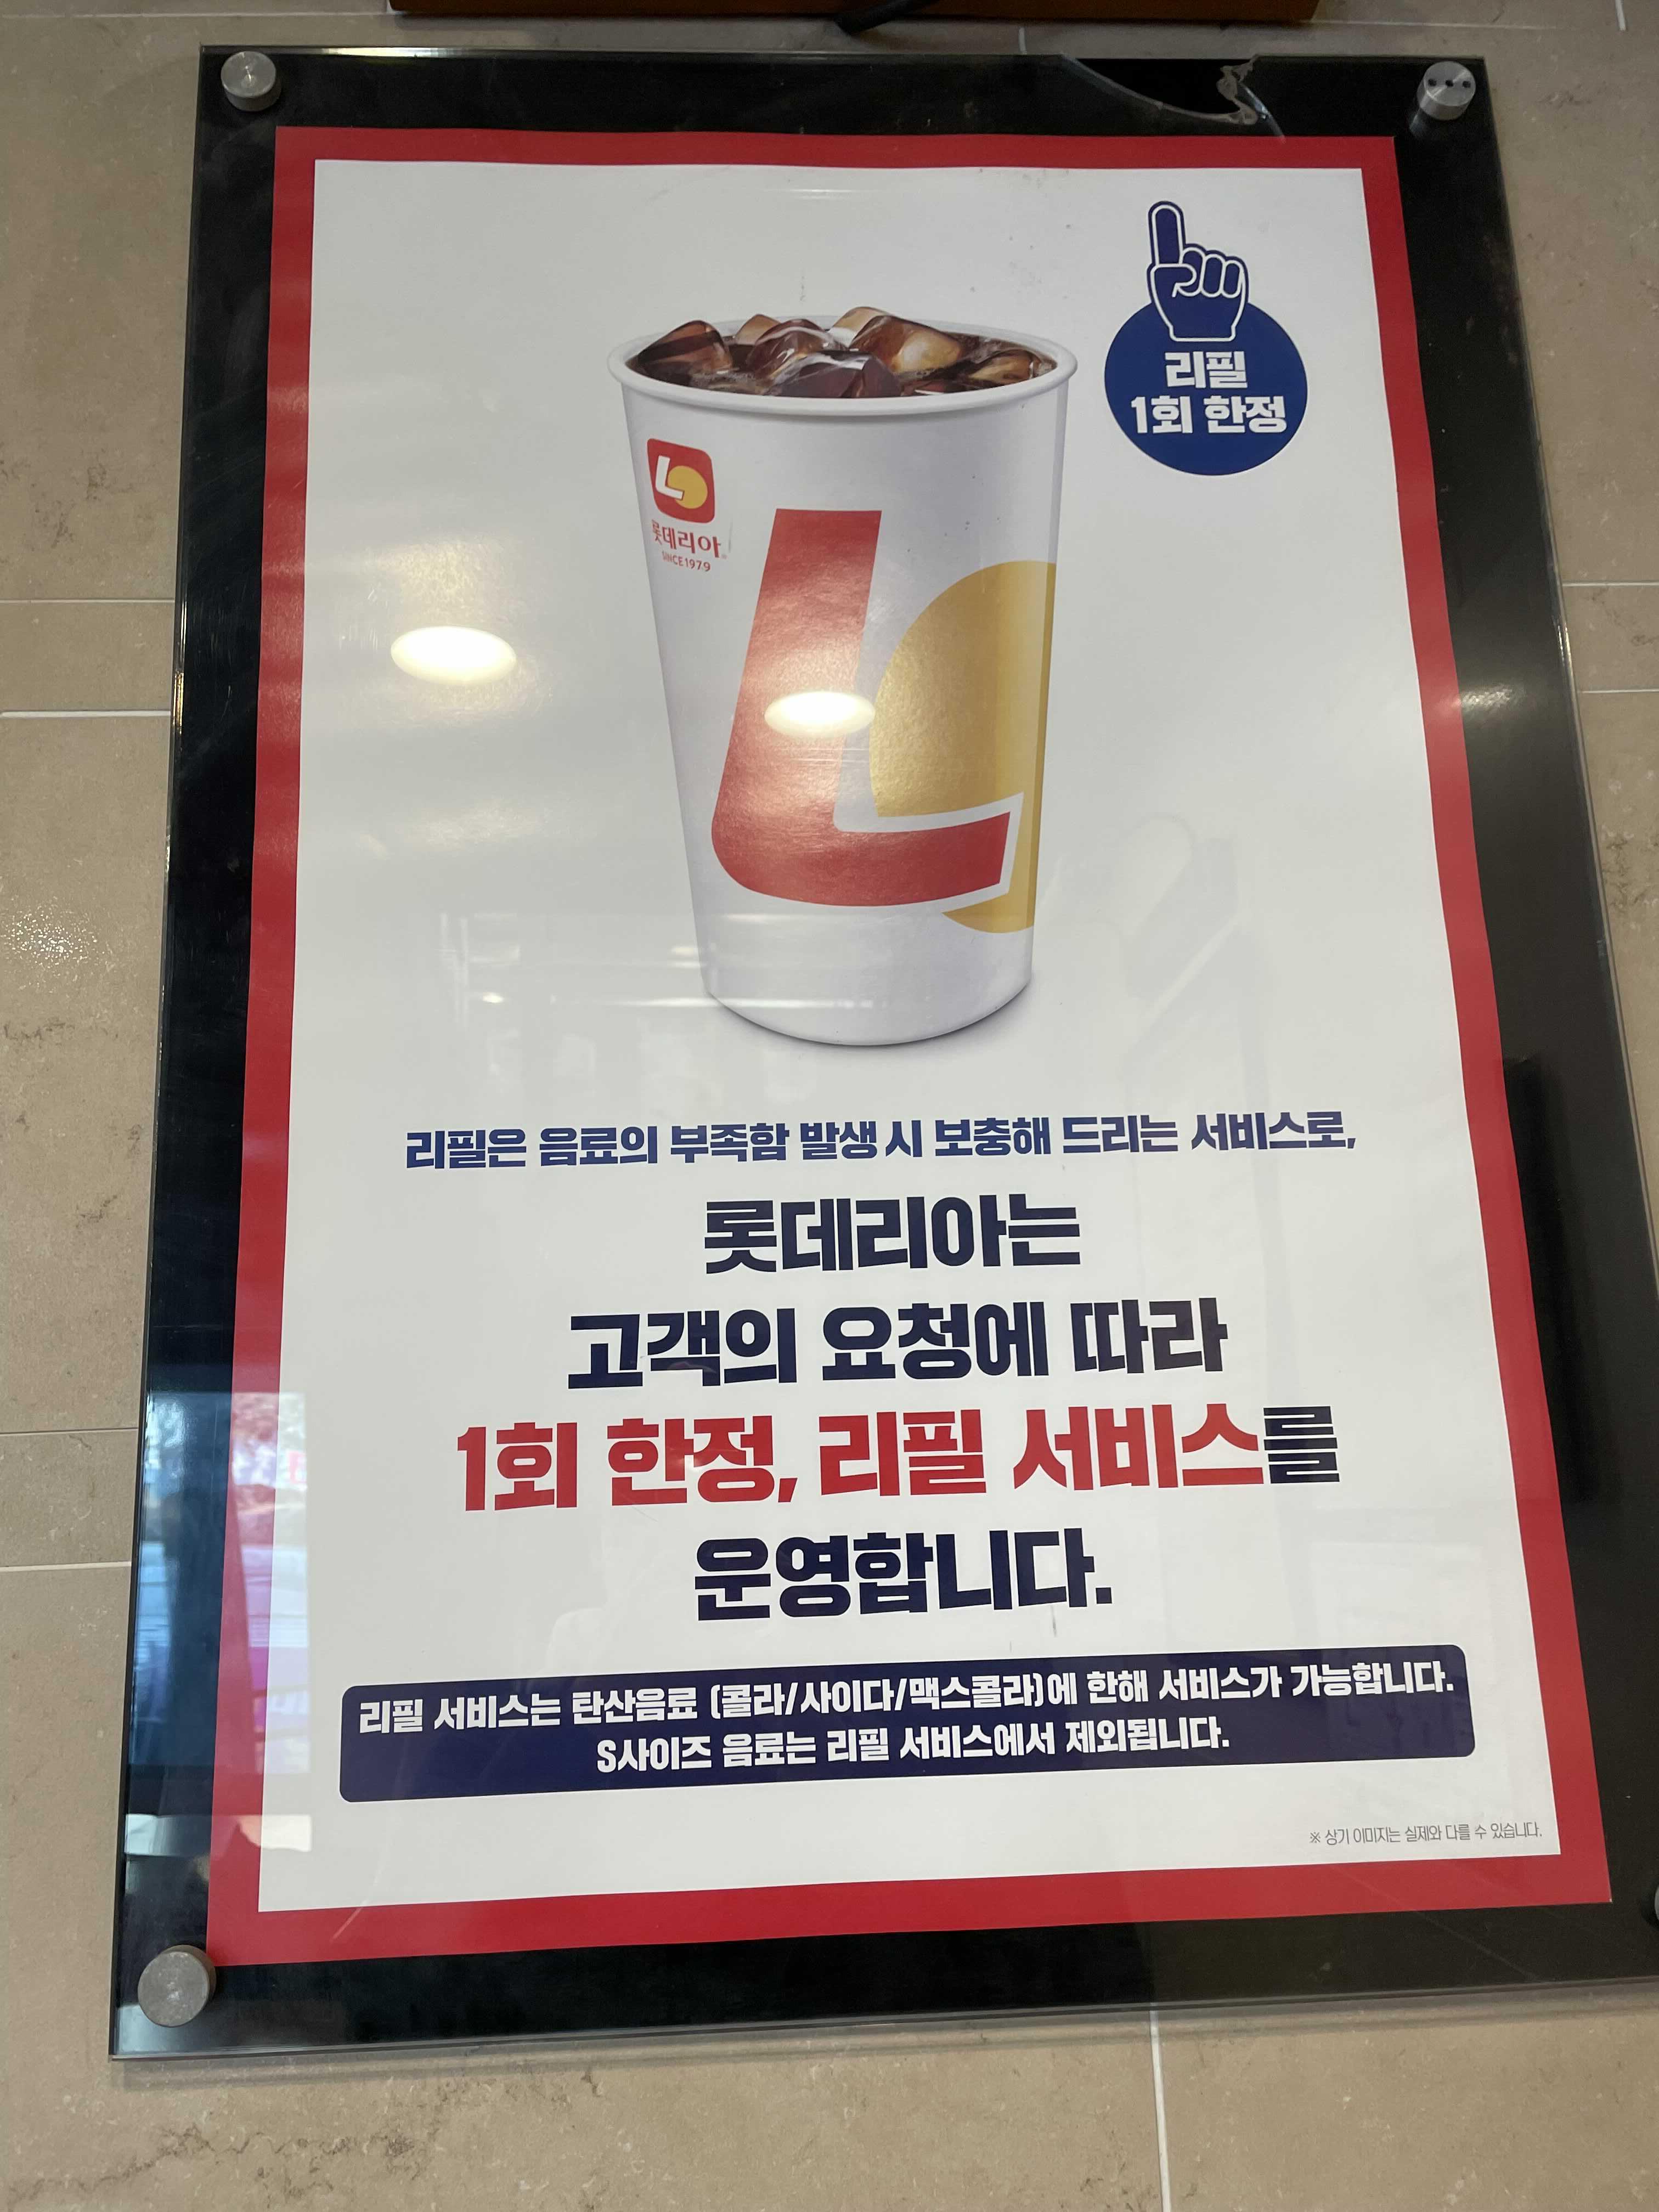 리필
1회 한정
롯데리아
SINCE 1979
리필은 음료의 부족함 발생 시 보충해 드리는 서비스로,
롯데리아는
고객의 요청에 따라
1회 한정, 리필 서비스를
운영합니다.
리필 서비스는 탄산음료 (콜라/사이다/맥스콜라)에 한해 서비스가 가능합니다.
S사이즈 음료는 리필 서비스에서 제외됩니다.
※ 상기 이미지는 실제와 다를 수 있습니다.